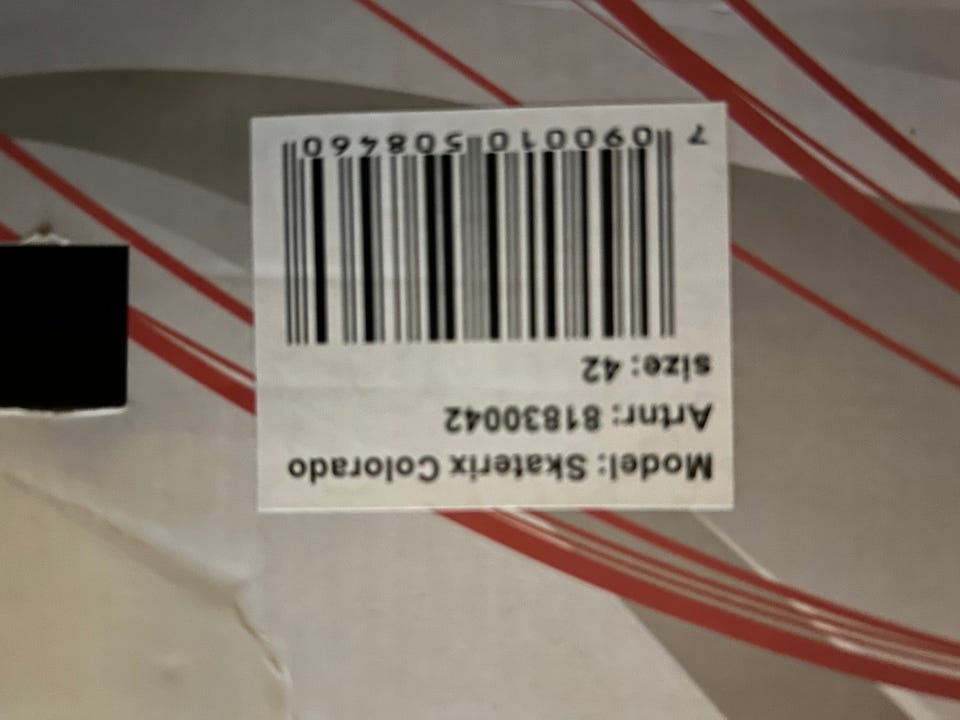 Model: Skaterix Colorado
Artnr: 81830042
size: 42
7 090010 508460